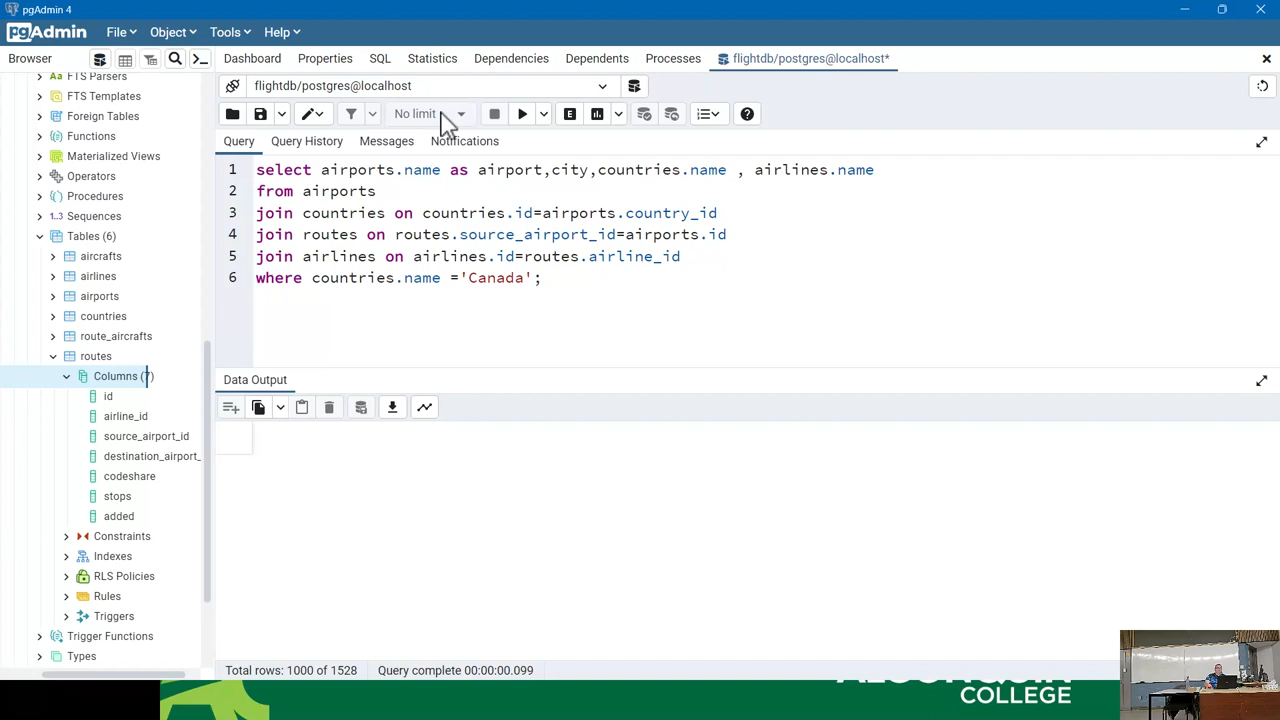 pgAdmin 4
pgAdmin File Object Tools Help
Browser Dashboard Properties SQL Statistics Dependencies Dependents Processes flightdb/postgres@localhost*
FTS Parsers
FTS Templates
Foreign Tables
Functions
Materialized Views
Operators
Procedures
1..3 Sequences
Tables (6)
aircrafts
airlines
airports
countries
route_aircrafts
routes
Columns (7)
id
airline_id
source_airport_id
destination_airport_
codeshare
stops
added
Constraints
Indexes
RLS Policies
Rules
Triggers
Trigger Functions
Types
flightdb/postgres@localhost
No limit
Query Query History Messages Notifications
1 select airports.name as airport,city,countries.name , airlines.name
2 from airports
3 join countries on countries.id=airports.country_id
4 join routes on routes.source_airport_id=airports.id
5 join airlines on airlines.id=routes.airline_id
6 where countries.name ='Canada';
Data Output
Total rows: 1000 of 1528 Query complete 00:00:00.099
COLLEGE